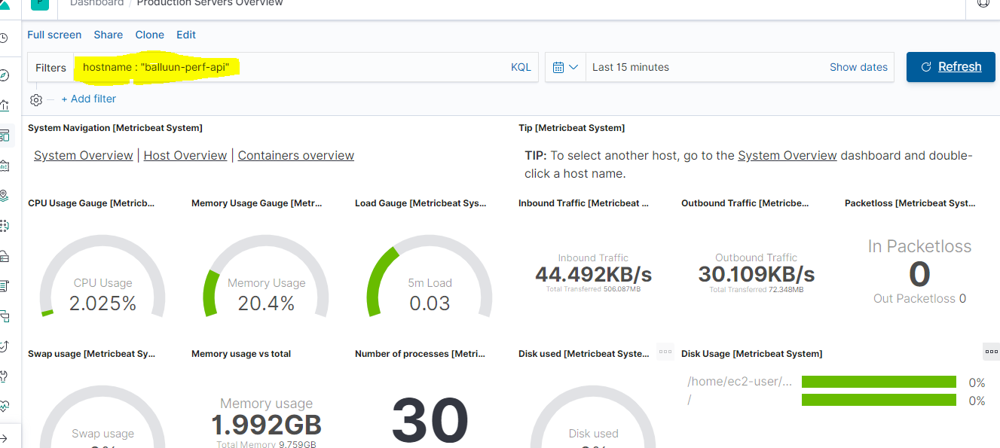 P
Dashboard / Production Servers Overview
Full screen Share Clone Edit
Filters hostname : "balluun-perf-api" KQL Last 15 minutes Show dates Refresh
+ Add filter
System Navigation [Metricbeat System]
System Overview | Host Overview | Containers overview
Tip [Metricbeat System]
TIP: To select another host, go to the System Overview dashboard and double-
click a host name.
CPU Usage Gauge [Metricb...
CPU Usage
2.025%
Memory Usage Gauge [Metr...
Memory Usage
20.4%
Load Gauge [Metricbeat Sys...
5m Load
0.03
Inbound Traffic [Metricbeat ...
Inbound Traffic
44.492KB/s
Total Transferred 506.087MB
Outbound Traffic [Metricbe...
Outbound Traffic
30.109KB/s
Total Transferred 72.348MB
Packetloss [Metricbeat Syst...
In Packetloss
0
Out Packetloss 0
Swap usage [Metricbeat Sy...
Swap usage
Memory usage vs total
Memory usage
1.992GB
Total Memory 9.759GB
Number of processes [Metri...
30
Disk used [Metricbeat Syste...
Disk used
Disk Usage [Metricbeat System]
/home/ec2-user/... 0%
/ 0%